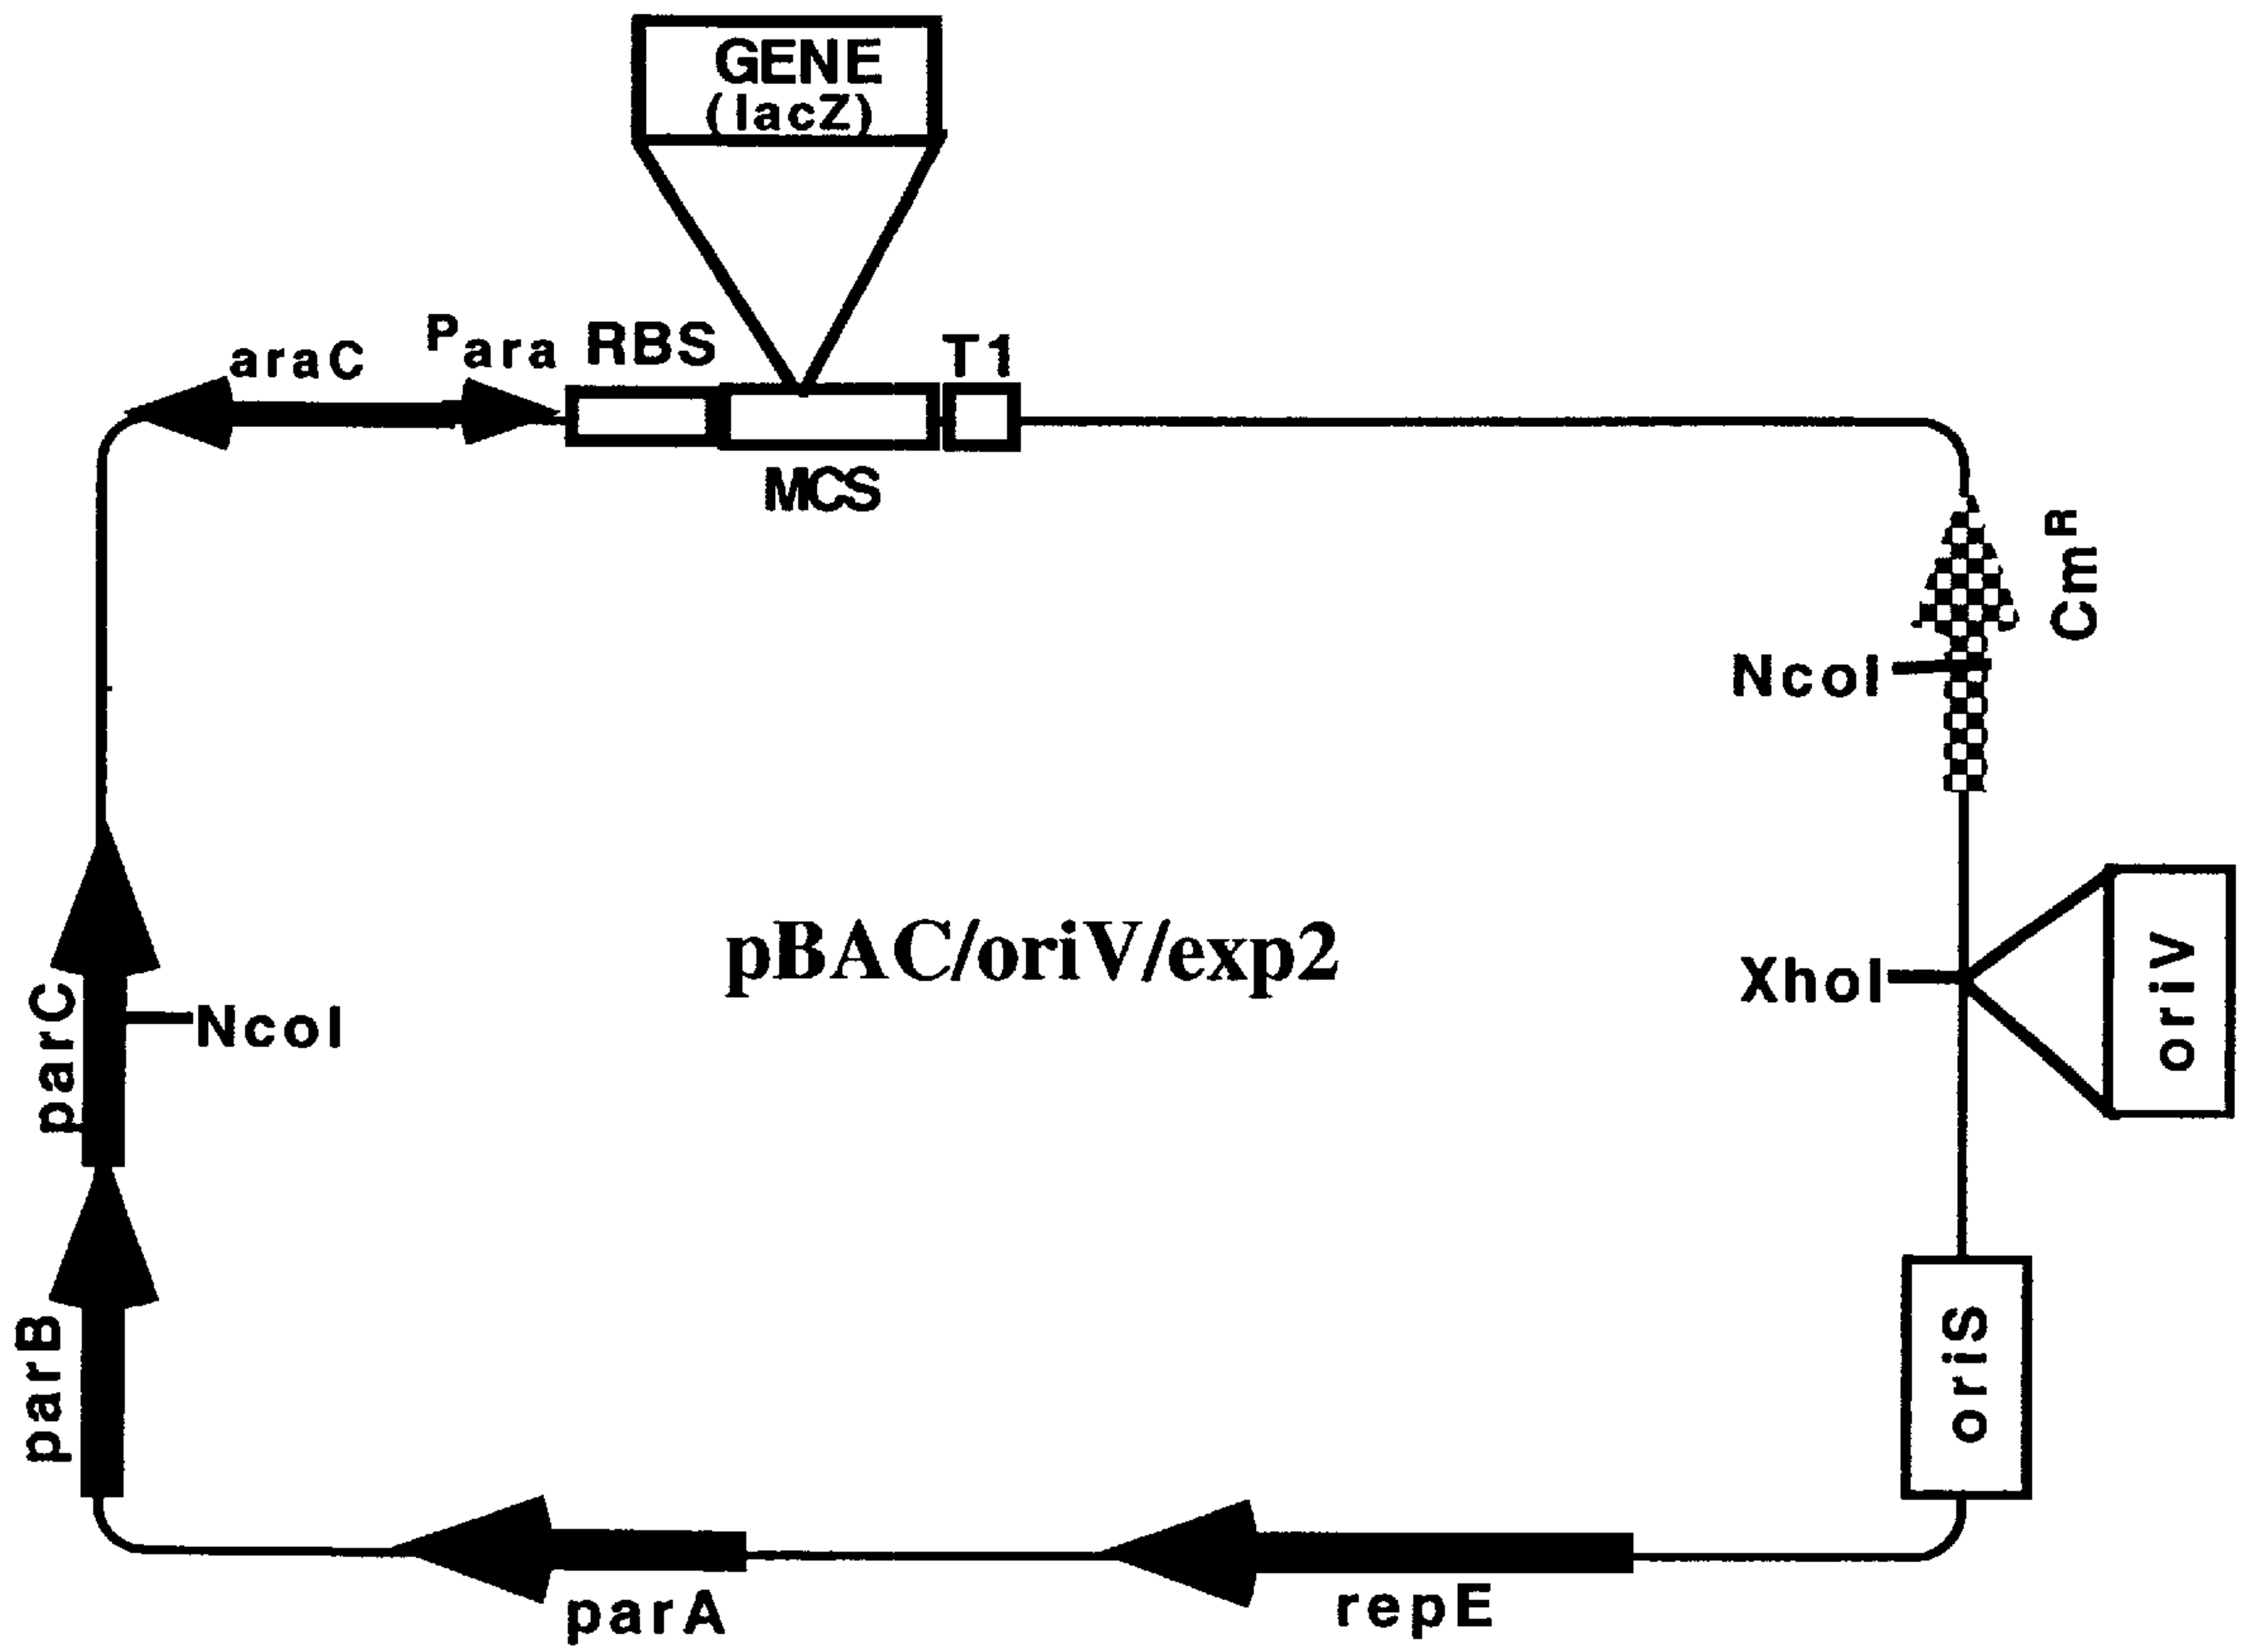 GENE
(lacZ)
araC
Para
RBS
T1
MCS
CmR
NcoI
pBAC/oriV/exp2
XhoI
oriV
parC
NcoI
oriS
parB
parA
repE